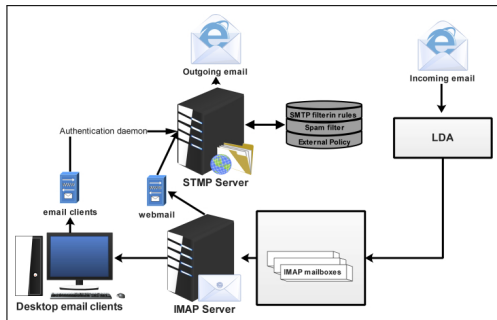 Outgoing email
Incoming email
SMTP filterin rules
Spam filter
External Policy
Authentication daemon
LDA
STMP Server
email clients
webmail
IMAP mailboxes
Desktop email clients
IMAP Server